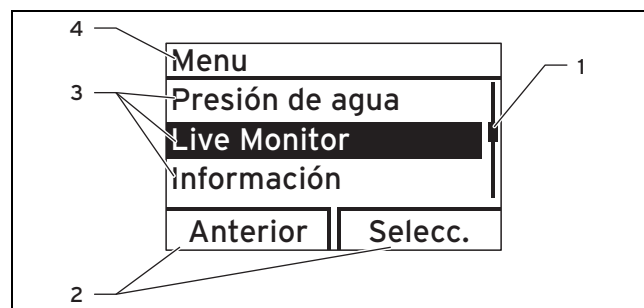 4
Menu
1
3
Presión de agua
Live Monitor
Información
Anterior Selecc.
2